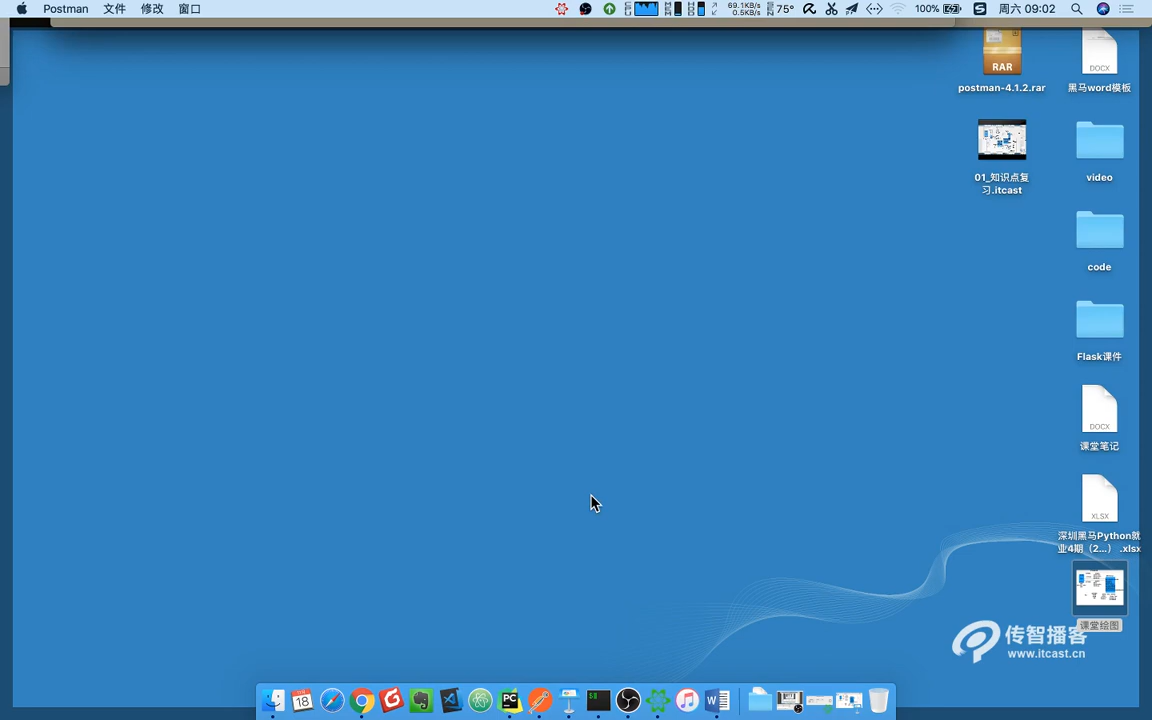 Postman 文件 修改 窗口 69.1KB/s 0.5KB/s 75° 100% 周六 09:02
RAR
DOCX
postman-4.1.2.rar
黑马word模板
01_知识点复
习.itcast
video
code
Flask课件
DOCX
课堂笔记
XLSX
深圳黑马Python就
业4期（2...） .xlsx
课堂绘图
传智播客
www.itcast.cn
18
PC
W